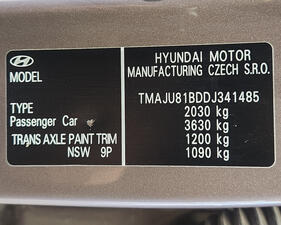 HYUNDAI MOTOR
MANUFACTURING CZECH S.R.O.
MODEL
TMAJU81BDDJ341485
TYPE
2030 kg
Passenger Car
3630 kg
TRANS AXLE PAINT TRIM
1200 kg
NSW 9P
1090 kg